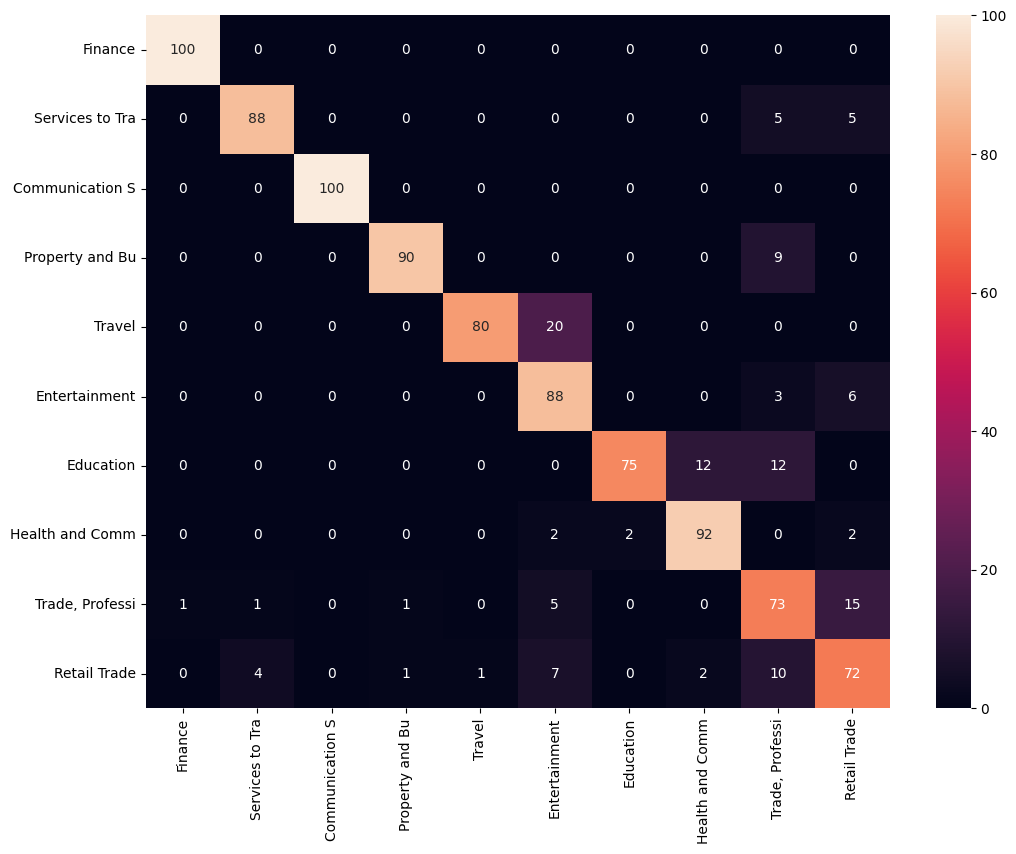 Finance 100 0 0 0 0 0 0 0 0 0
Services to Tra 0 88 0 0 0 0 0 0 5 5
Communication S 0 0 100 0 0 0 0 0 0 0
Property and Bu 0 0 0 90 0 0 0 0 9 0
Travel 0 0 0 0 80 20 0 0 0 0
Entertainment 0 0 0 0 0 88 0 0 3 6
Education 0 0 0 0 0 0 75 12 12 0
Health and Comm 0 0 0 0 0 2 2 92 0 2
Trade, Professi 1 1 0 1 0 5 0 0 73 15
Retail Trade 0 4 0 1 1 7 0 2 10 72
Finance
Services to Tra
Communication S
Property and Bu
Travel
Entertainment
Education
Health and Comm
Trade, Professi
Retail Trade
100
80
60
40
20
0